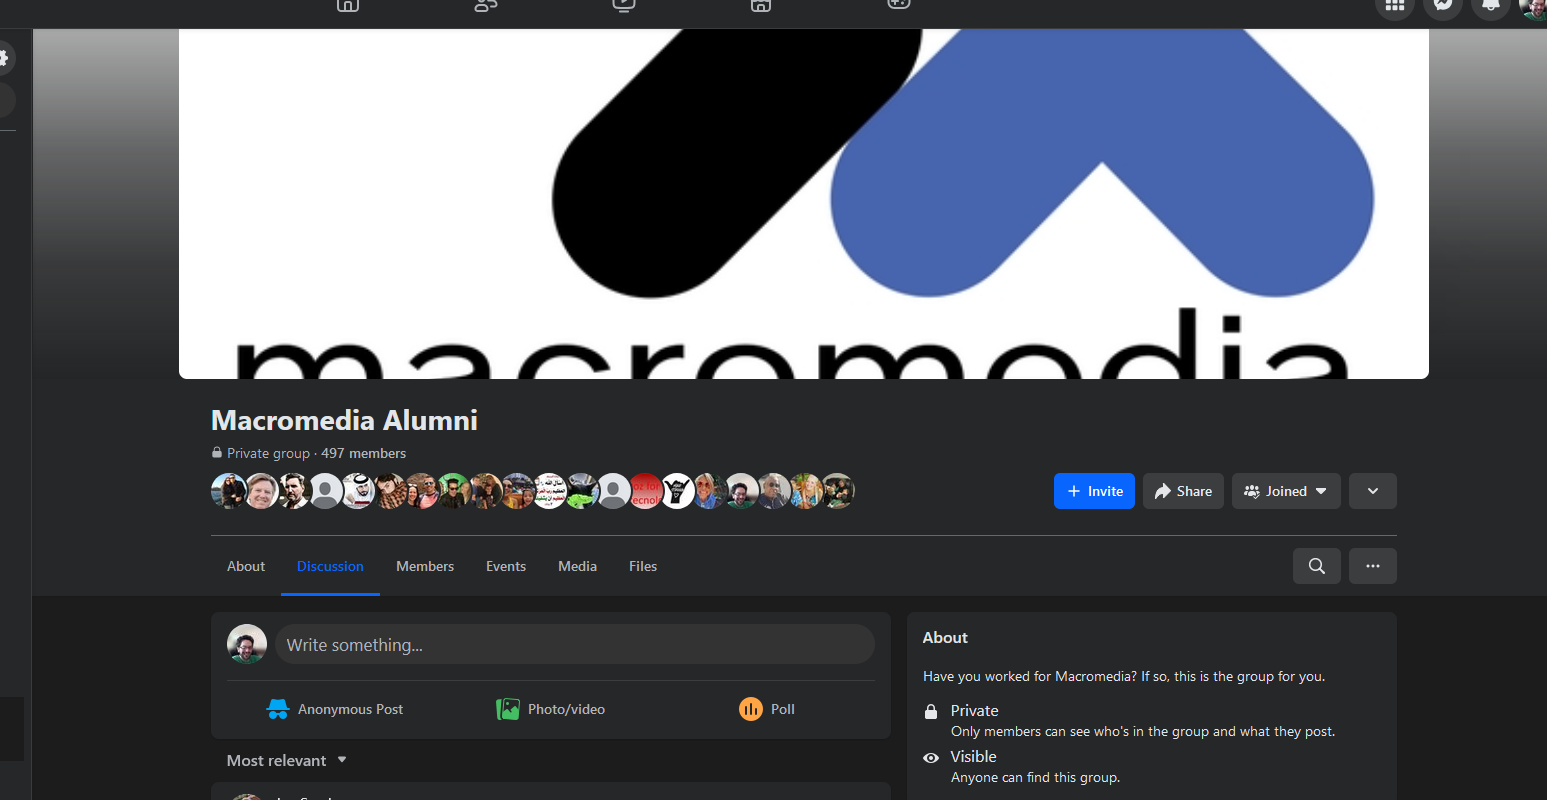 macromedia
Macromedia Alumni
Private group · 497 members
+ Invite
Share
Joined
About
Discussion
Members
Events
Media
Files
Write something...
Anonymous Post
Photo/video
Poll
Most relevant
About
Have you worked for Macromedia? If so, this is the group for you.
Private
Only members can see who's in the group and what they post.
Visible
Anyone can find this group.